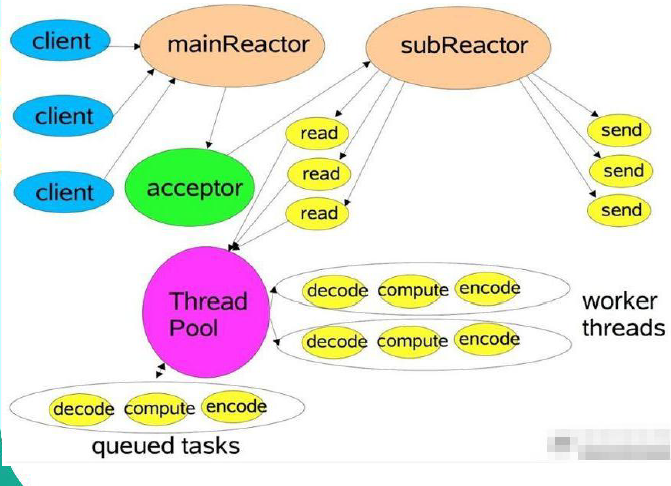 client
mainReactor
subReactor
client
client
acceptor
read
read
read
send
send
send
Thread
Pool
decode compute encode
decode compute encode
worker
threads
decode compute encode
queued tasks